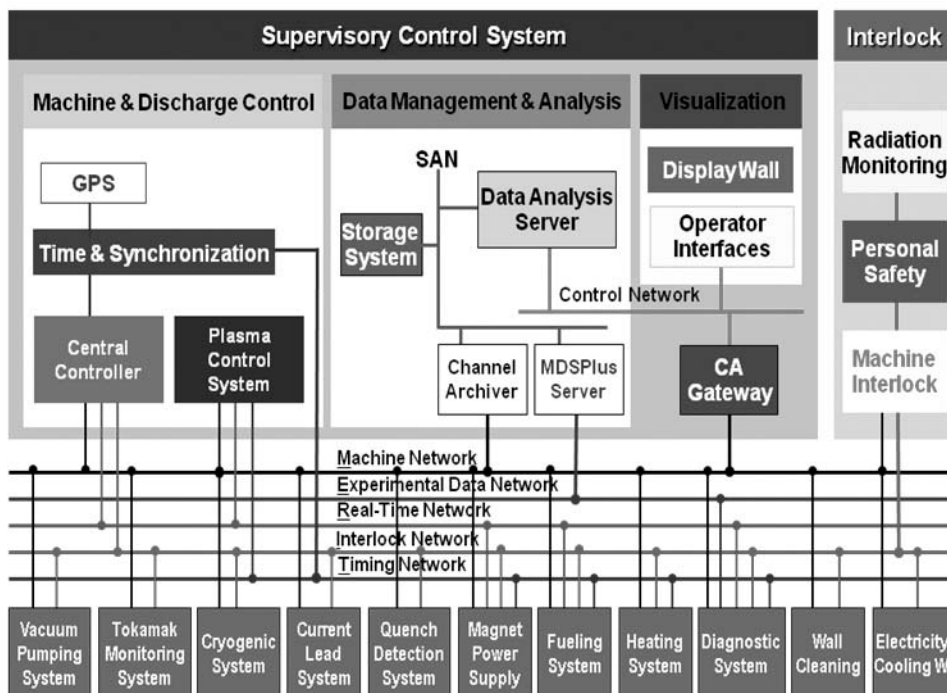 Supervisory Control System
Interlock
Machine & Discharge Control
Data Management & Analysis
Visualization
GPS
Time & Synchronization
Central
Controller
Plasma
Control
System
SAN
Storage
System
Data Analysis
Server
Control Network
Channel
Archiver
MDSPlus
Server
Display Wall
Operator
Interfaces
CA
Gateway
Radiation
Monitoring
Personal
Safety
Machine
Interlock
Machine Network
Experimental Data Network
Real-Time Network
Interlock Network
Timing Network
Vacuum
Pumping
System
Tokamak
Monitoring
System
Cryogenic
System
Current
Lead
System
Quench
Detection
System
Magnet
Power
Supply
Fueling
System
Heating
System
Diagnostic
System
Wall
Cleaning
Electricity
Cooling W